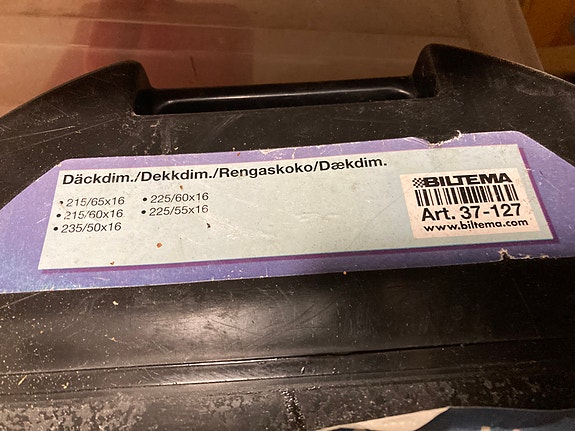 Däckdim./Dekkdim./Rengaskoko/Dækdim.
• 215/65x16
• 215/60x16
• 235/50x16
• 225/60x16
• 225/55x16
BILTEMA
Art. 37-127
www.biltema.com